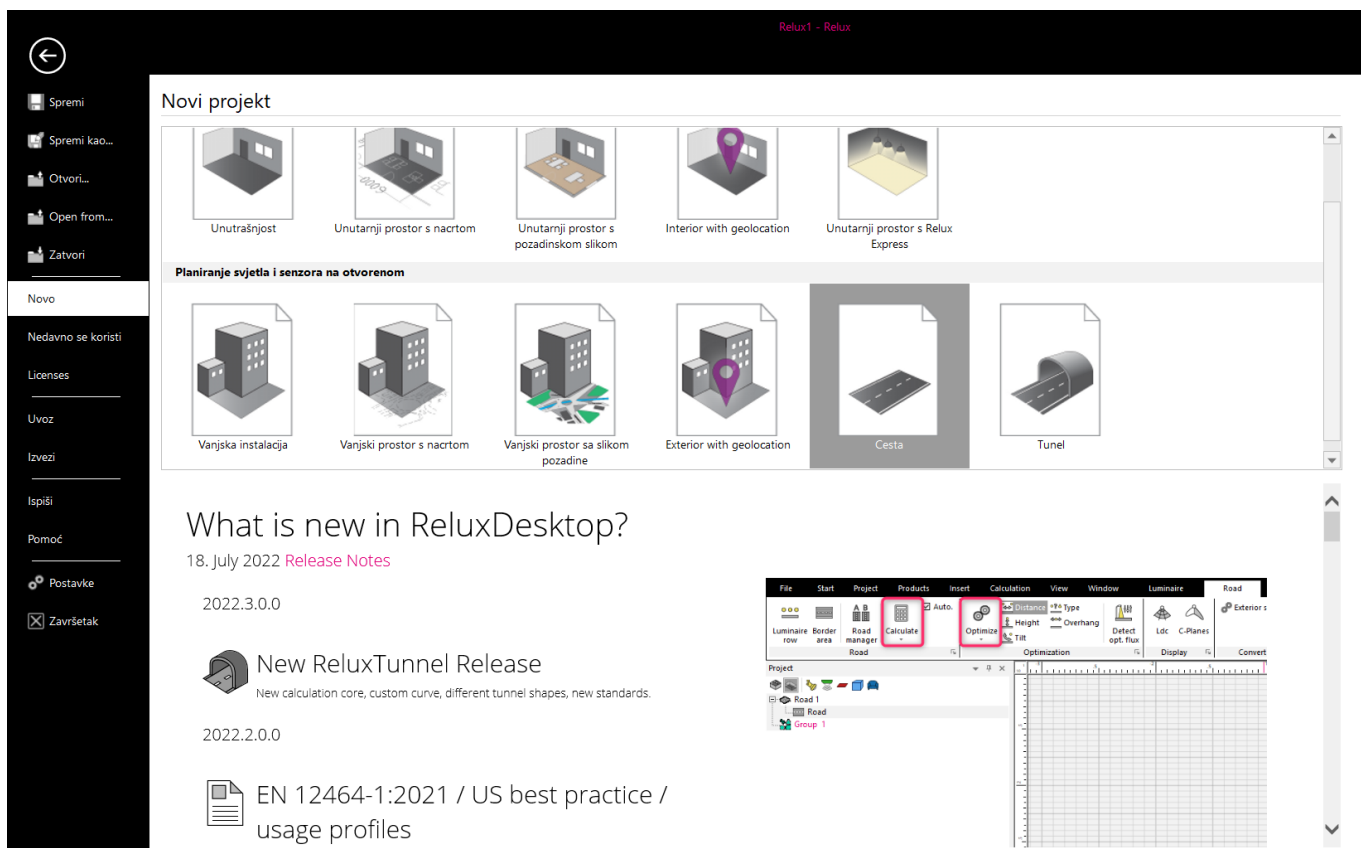 Relux1 - Relux
Spremi
Spremi kao...
Otvori...
Open from...
Zatvori
Novo
Nedavno se koristi
Licenses
Uvoz
Izvezi
Ispiši
Pomoć
Postavke
Završetak
Novi projekt
0009
Unutrašnjost
Unutarnji prostor s nacrtom
Unutarnji prostor s
pozadinskom slikom
Interior with geolocation
Unutarnji prostor s Relux
Express
Planiranje svjetla i senzora na otvorenom
Vanjska instalacija
Vanjski prostor s nacrtom
Vanjski prostor sa slikom
pozadine
Exterior with geolocation
Cesta
Tunel
What is new in ReluxDesktop?
18. July 2022 Release Notes
2022.3.0.0
New ReluxTunnel Release
New calculation core, custom curve, different tunnel shapes, new standards.
2022.2.0.0
EN 12464-1:2021 / US best practice /
usage profiles
File Start Project Products Insert Calculation View Window Luminaire Road
Luminaire
row
Border
area
A B
Road
manager
Calculate
Auto.
Optimize
Distance Type
Height Overhang
Tilt
Detect
opt. flux
Ldc C-Planes
Exterior s
Road Optimization Display Convert
Project
Road 1
Road
Group 1